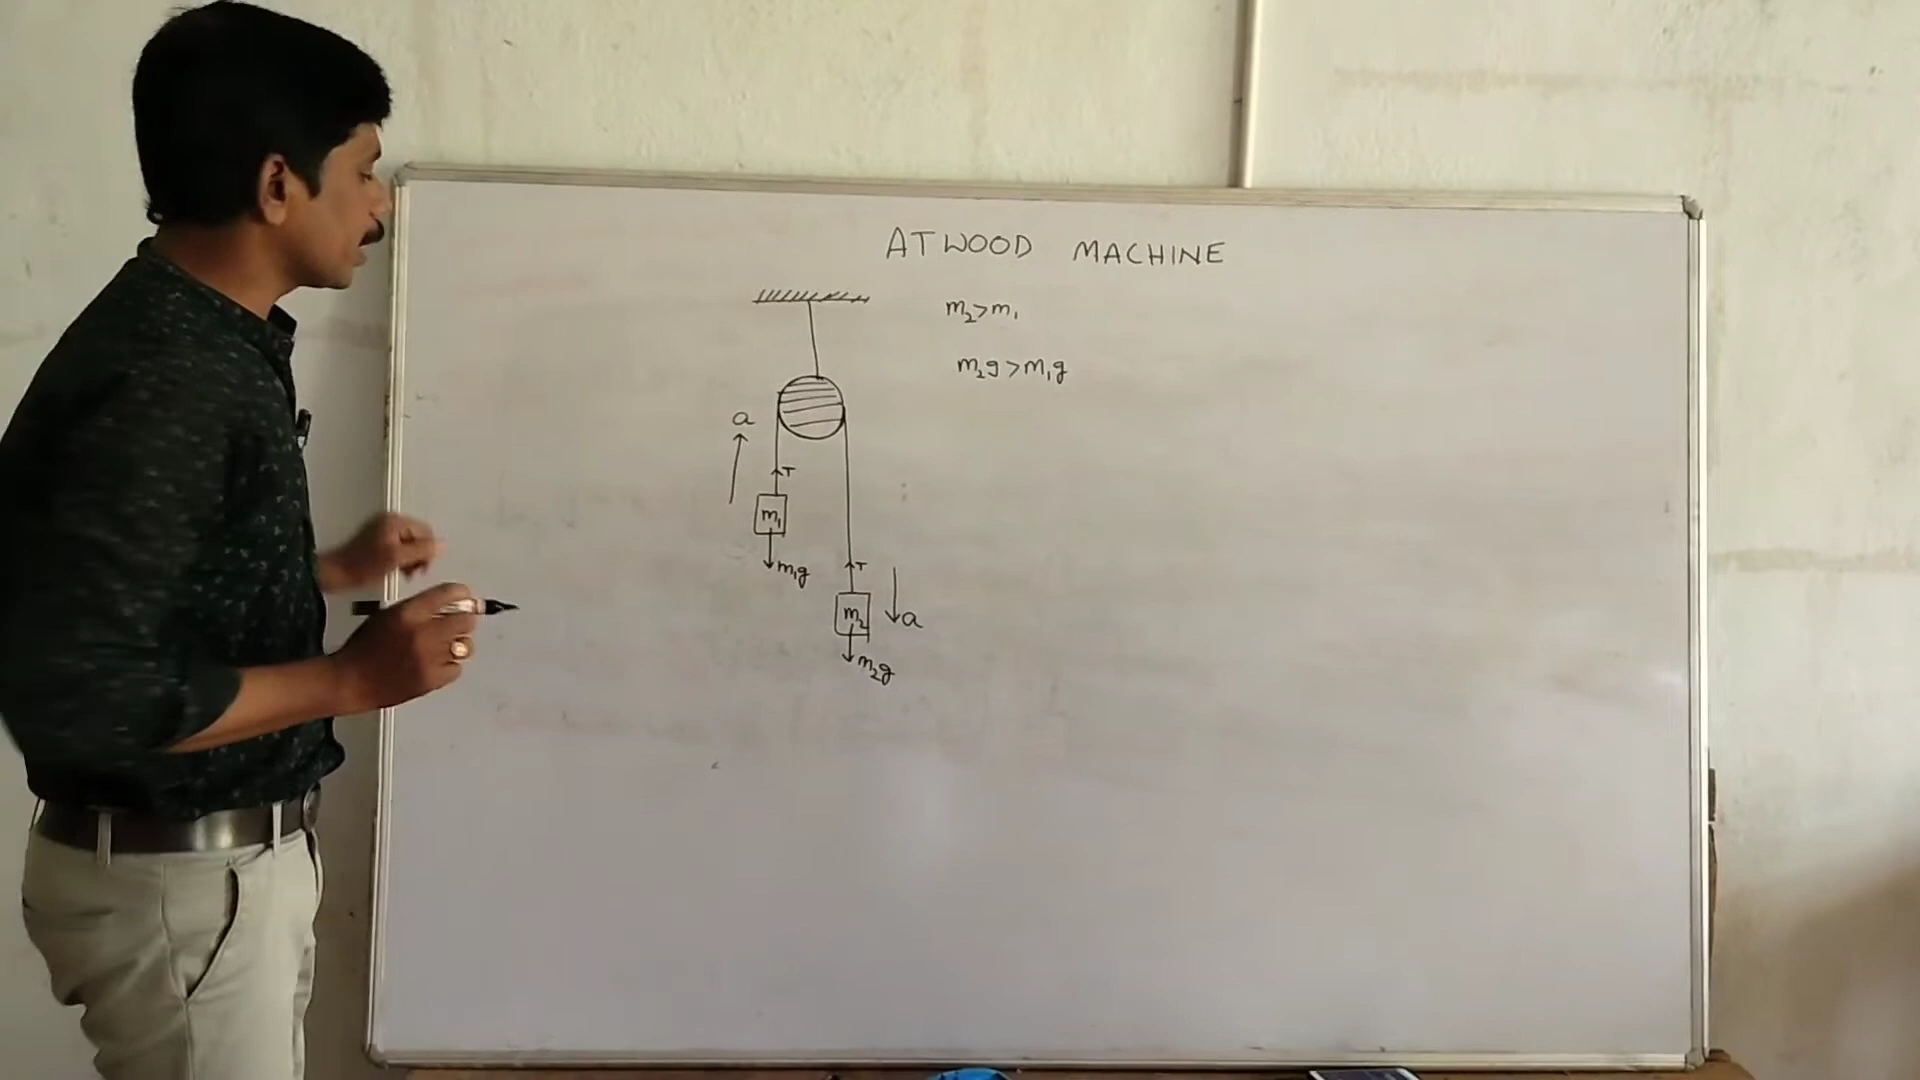 ATWOOD MACHINE
m₂>m₁
m₂g>m₁g
a
T
m₁
m₁g
T
m₂
a
m₂g